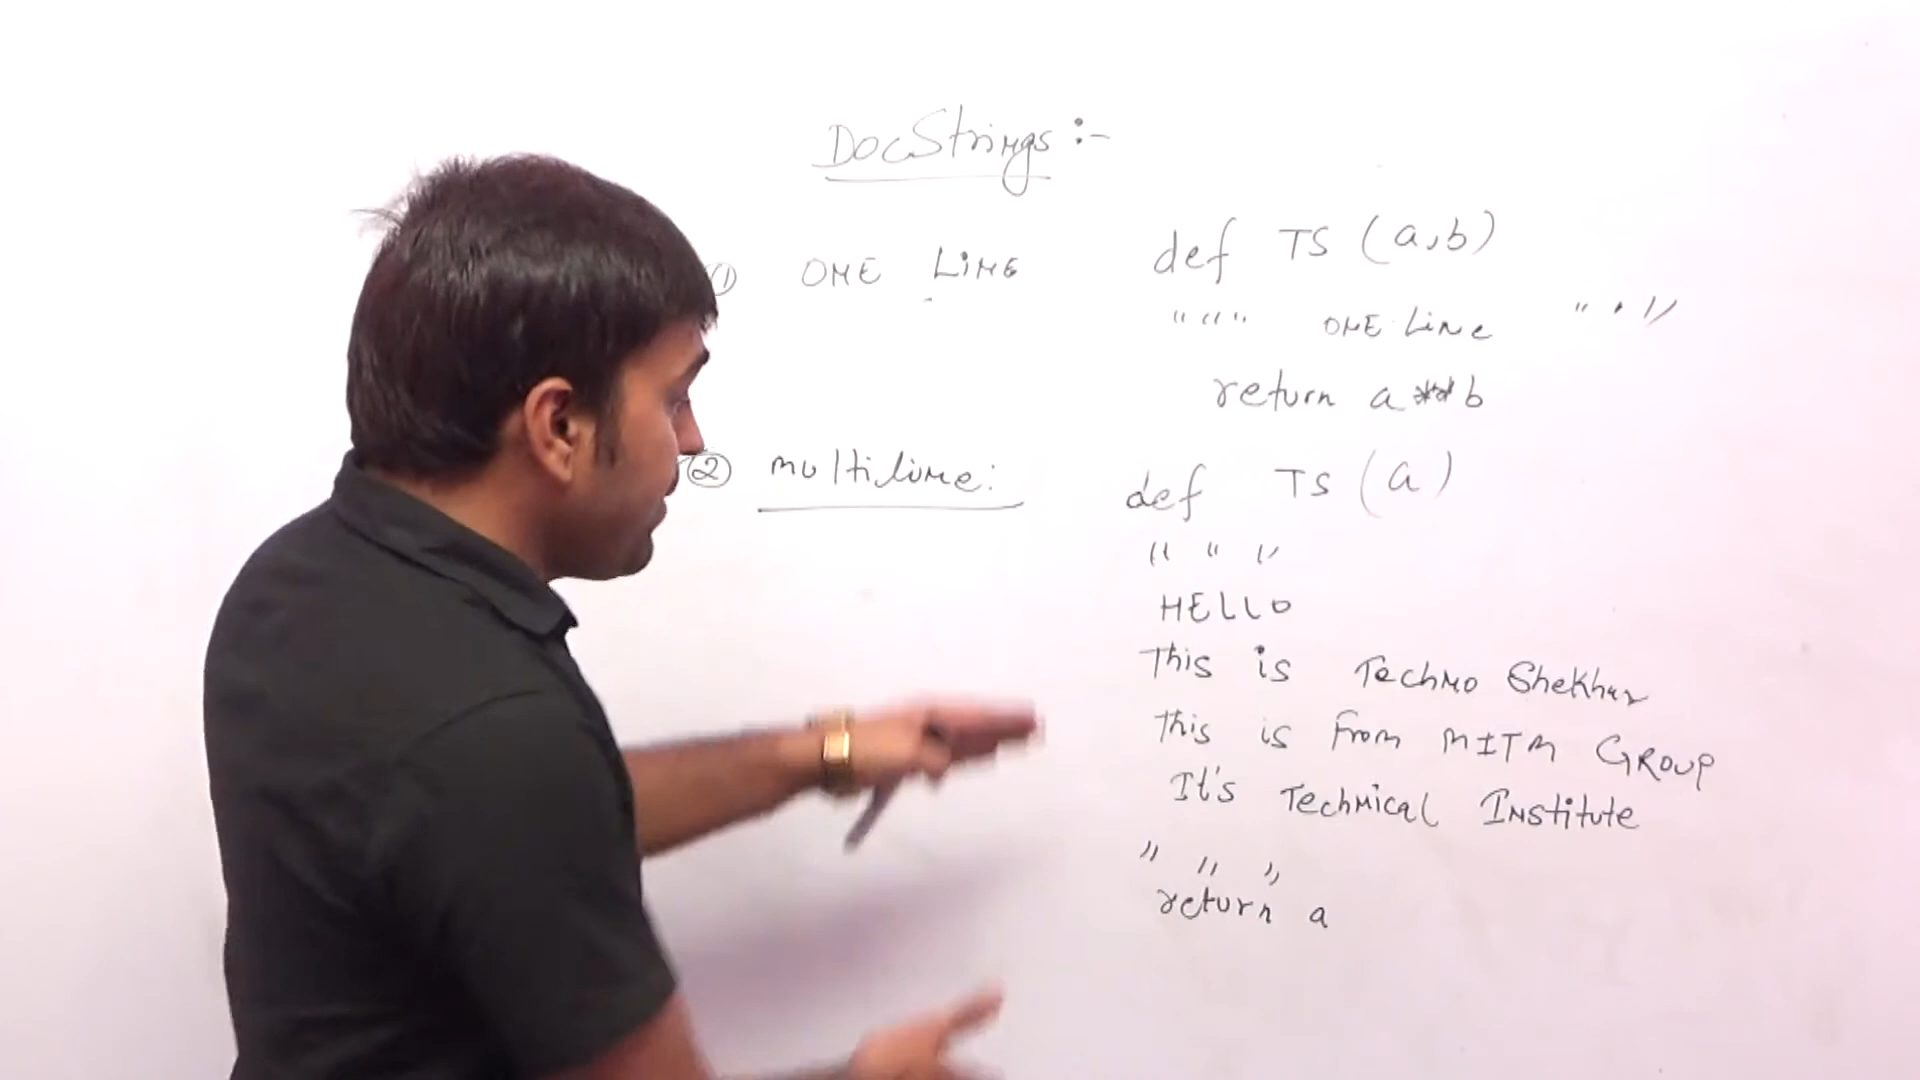 DocStrings :-
① ONE LINE
def TS (a,b)
""" ONE Line """
return a ** b
② multiline:
def TS (a)
"""
HELLO
This is Techno Shekhar
This is From MITM GROUP
It's Technical Institute
"""
return a